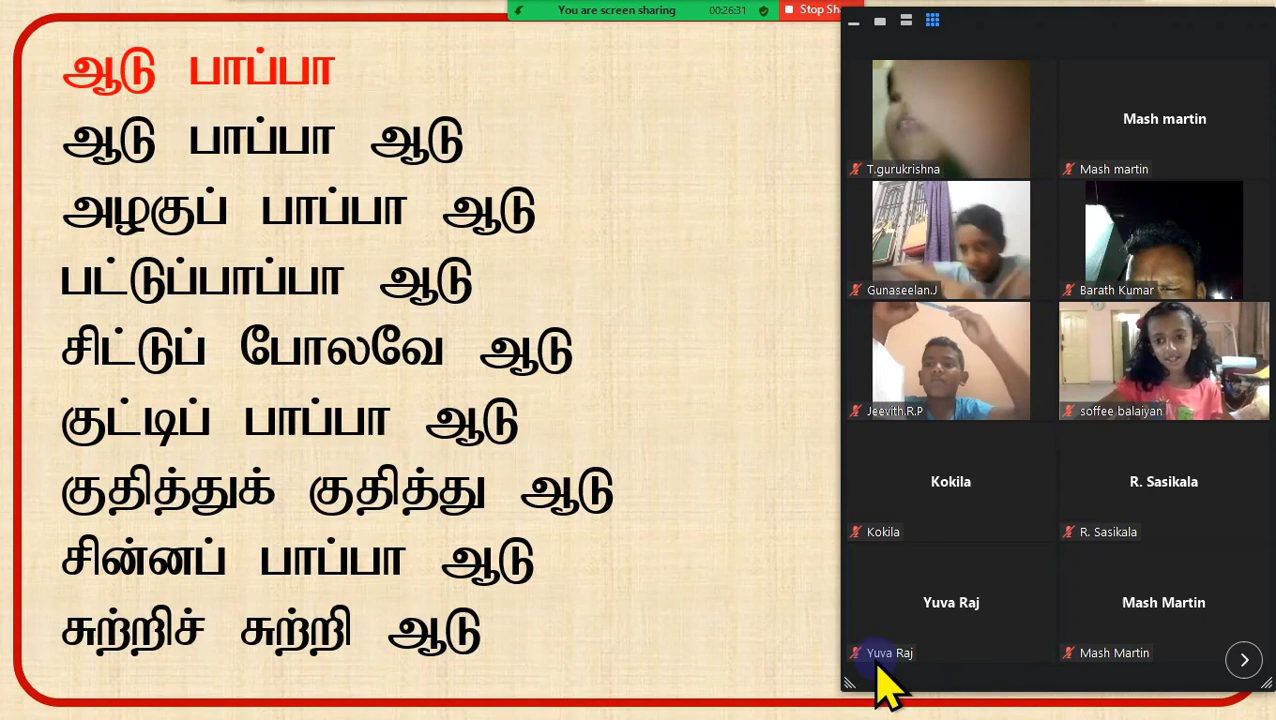 You are screen sharing
00:26:31
Stop Sh
ஆடு பாப்பா
ஆடு பாப்பா ஆடு
அழகுப் பாப்பா ஆடு
பட்டுப்பாப்பா ஆடு
சிட்டுப் போலவே ஆடு
குட்டிப் பாப்பா ஆடு
குதித்துக் குதித்து ஆடு
சின்னப் பாப்பா ஆடு
சுற்றிச் சுற்றி ஆடு
T.gurukrishna
Mash martin
Mash martin
Gunaseelan.J
Barath Kumar
Jeevith.R.P
soffee balaiyan
Kokila
Kokila
R. Sasikala
R. Sasikala
Yuva Raj
Yuva Raj
Mash Martin
Mash Martin